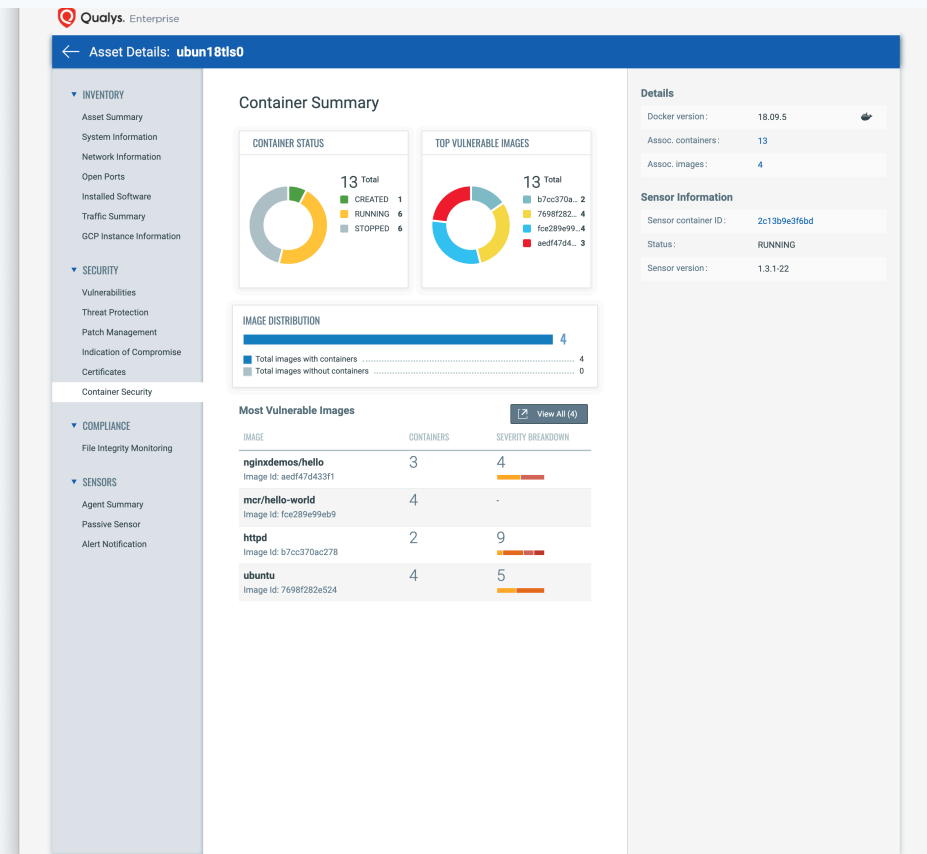 Qualys. Enterprise
Asset Details: ubun18tls0
INVENTORY
Asset Summary
System Information
Network Information
Open Ports
Installed Software
Traffic Summary
GCP Instance Information
SECURITY
Vulnerabilities
Threat Protection
Patch Management
Indication of Compromise
Certificates
Container Security
COMPLIANCE
File Integrity Monitoring
SENSORS
Agent Summary
Passive Sensor
Alert Notification
Container Summary
CONTAINER STATUS
13 Total
CREATED 1
RUNNING 6
STOPPED 6
TOP VULNERABLE IMAGES
13 Total
b7cc370a... 2
7698f282... 4
fce289e99...4
aedf47d4... 3
IMAGE DISTRIBUTION
4
Total images with containers 4
Total images without containers 0
Most Vulnerable Images
View All (4)
IMAGE CONTAINERS SEVERITY BREAKDOWN
nginxdemos/hello 3 4
Image Id: aedf47d433f1
mcr/hello-world 4 -
Image Id: fce289e99eb9
httpd 2 9
Image Id: b7cc370ac278
ubuntu 4 5
Image Id: 7698f282e524
Details
Docker version: 18.09.5
Assoc. containers: 13
Assoc. images: 4
Sensor Information
Sensor container ID: 2c13b9e3f6bd
Status: RUNNING
Sensor version: 1.3.1-22